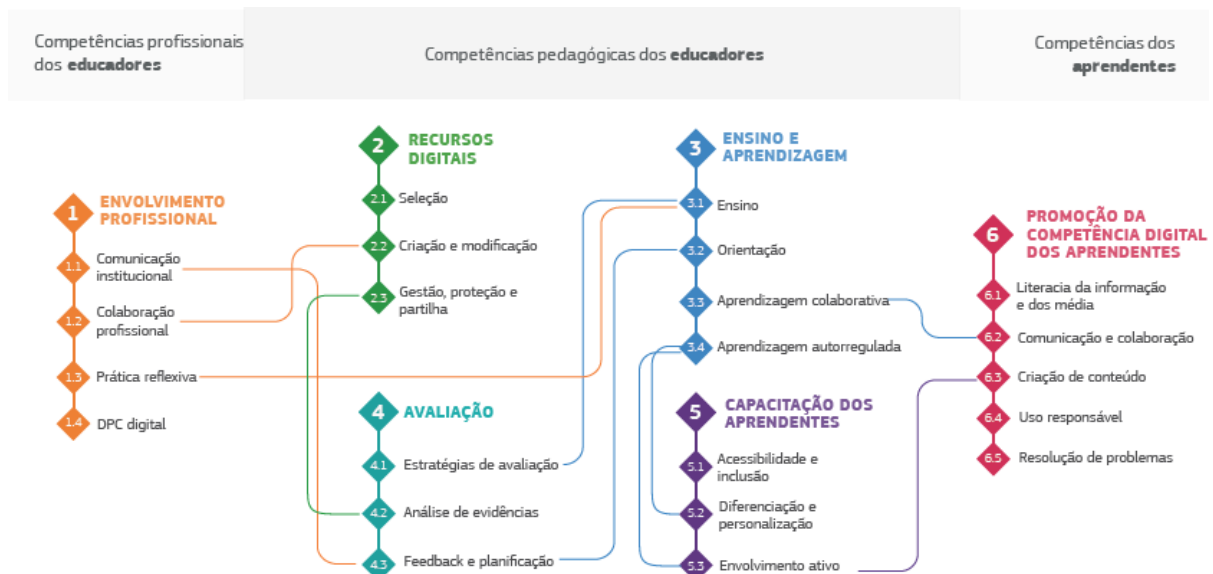 Competências profissionais
dos educadores
Competências pedagógicas dos educadores
Competências dos
aprendentes
1
ENVOLVIMENTO
PROFISSIONAL
1.1
Comunicação
institucional
1.2
Colaboração
profissional
1.3
Prática reflexiva
1.4
DPC digital
2
RECURSOS
DIGITAIS
2.1
Seleção
2.2
Criação e modificação
2.3
Gestão, proteção e
partilha
3
ENSINO E
APRENDIZAGEM
3.1
Ensino
3.2
Orientação
3.3
Aprendizagem colaborativa
3.4
Aprendizagem autorregulada
4
AVALIAÇÃO
4.1
Estratégias de avaliação
4.2
Análise de evidências
4.3
Feedback e planificação
5
CAPACITAÇÃO DOS
APRENDENTES
5.1
Acessibilidade e
inclusão
5.2
Diferenciação e
personalização
5.3
Envolvimento ativo
6
PROMOÇÃO DA
COMPETÊNCIA DIGITAL
DOS APRENDENTES
6.1
Literacia da informação
e dos média
6.2
Comunicação e colaboração
6.3
Criação de conteúdo
6.4
Uso responsável
6.5
Resolução de problemas